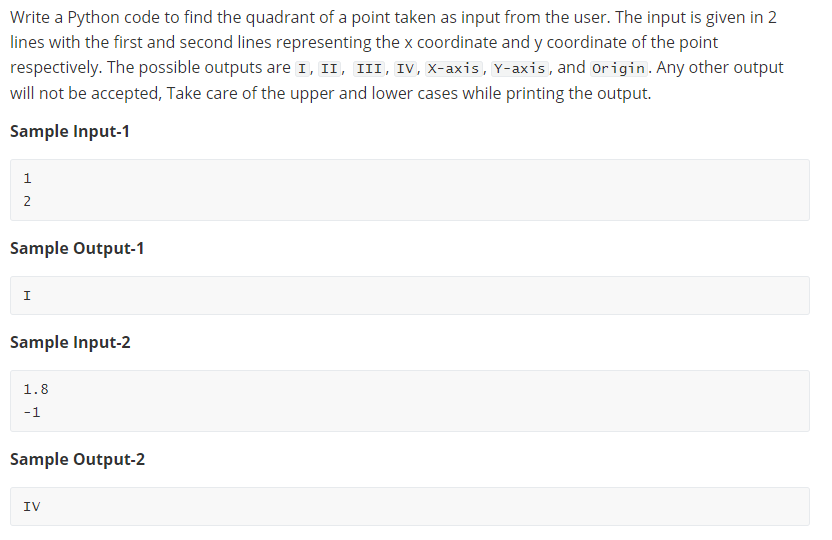 Write a Python code to find the quadrant of a point taken as input from the user. The input is given in 2
lines with the first and second lines representing the x coordinate and y coordinate of the point
respectively. The possible outputs are I, II, III, IV, X-axis, Y-axis, and Origin. Any other output
will not be accepted, Take care of the upper and lower cases while printing the output.
Sample Input-1
1
2
Sample Output-1
I
Sample Input-2
1.8
-1
Sample Output-2
IV